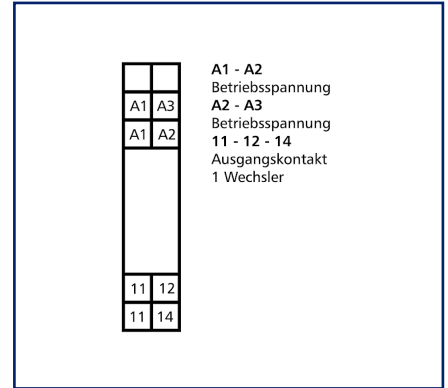 A1 - A2
Betriebsspannung
A2 - A3
Betriebsspannung
11 - 12 - 14
Ausgangskontakt
1 Wechsler
A1 A3
A1 A2
11 12
11 14